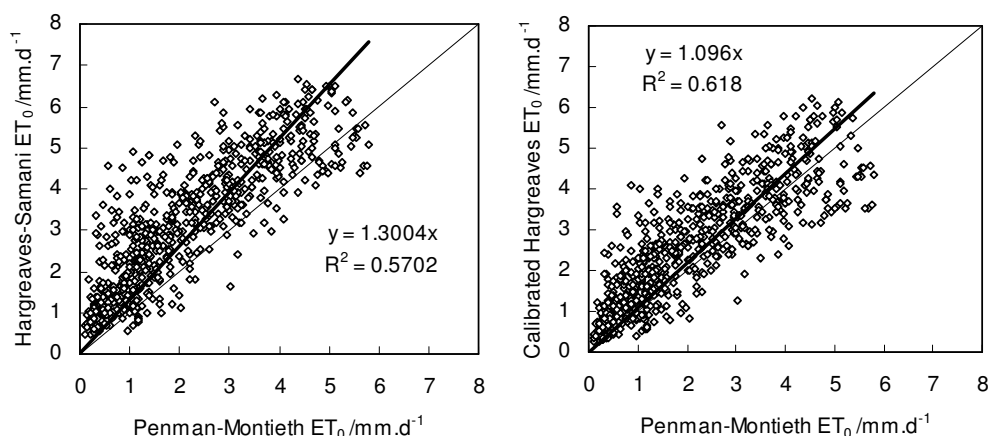 Hargreaves-Samani ET0 /mm.d-1
8
7
6
5
4
3
2
1
0
y = 1.3004x
R2 = 0.5702
0 1 2 3 4 5 6 7 8
Penman-Montieth ET0 /mm.d-1
Calibrated Hargreaves ET0 /mm.d-1
8
7
6
5
4
3
2
1
0
y = 1.096x
R2 = 0.618
0 1 2 3 4 5 6 7 8
Penman-Montieth ET0 /mm.d-1